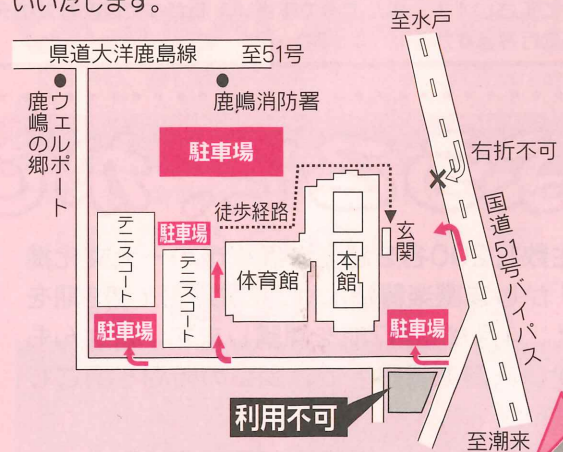 いいたします。
至水戸
県道大洋鹿島線 至51号
ウェルポート
鹿嶋の郷
鹿嶋消防署
駐車場
右折不可
徒歩経路
玄関
国道51号バイパス
テニスコート
駐車場
テニスコート
体育館
本館
駐車場
駐車場
利用不可
至潮来